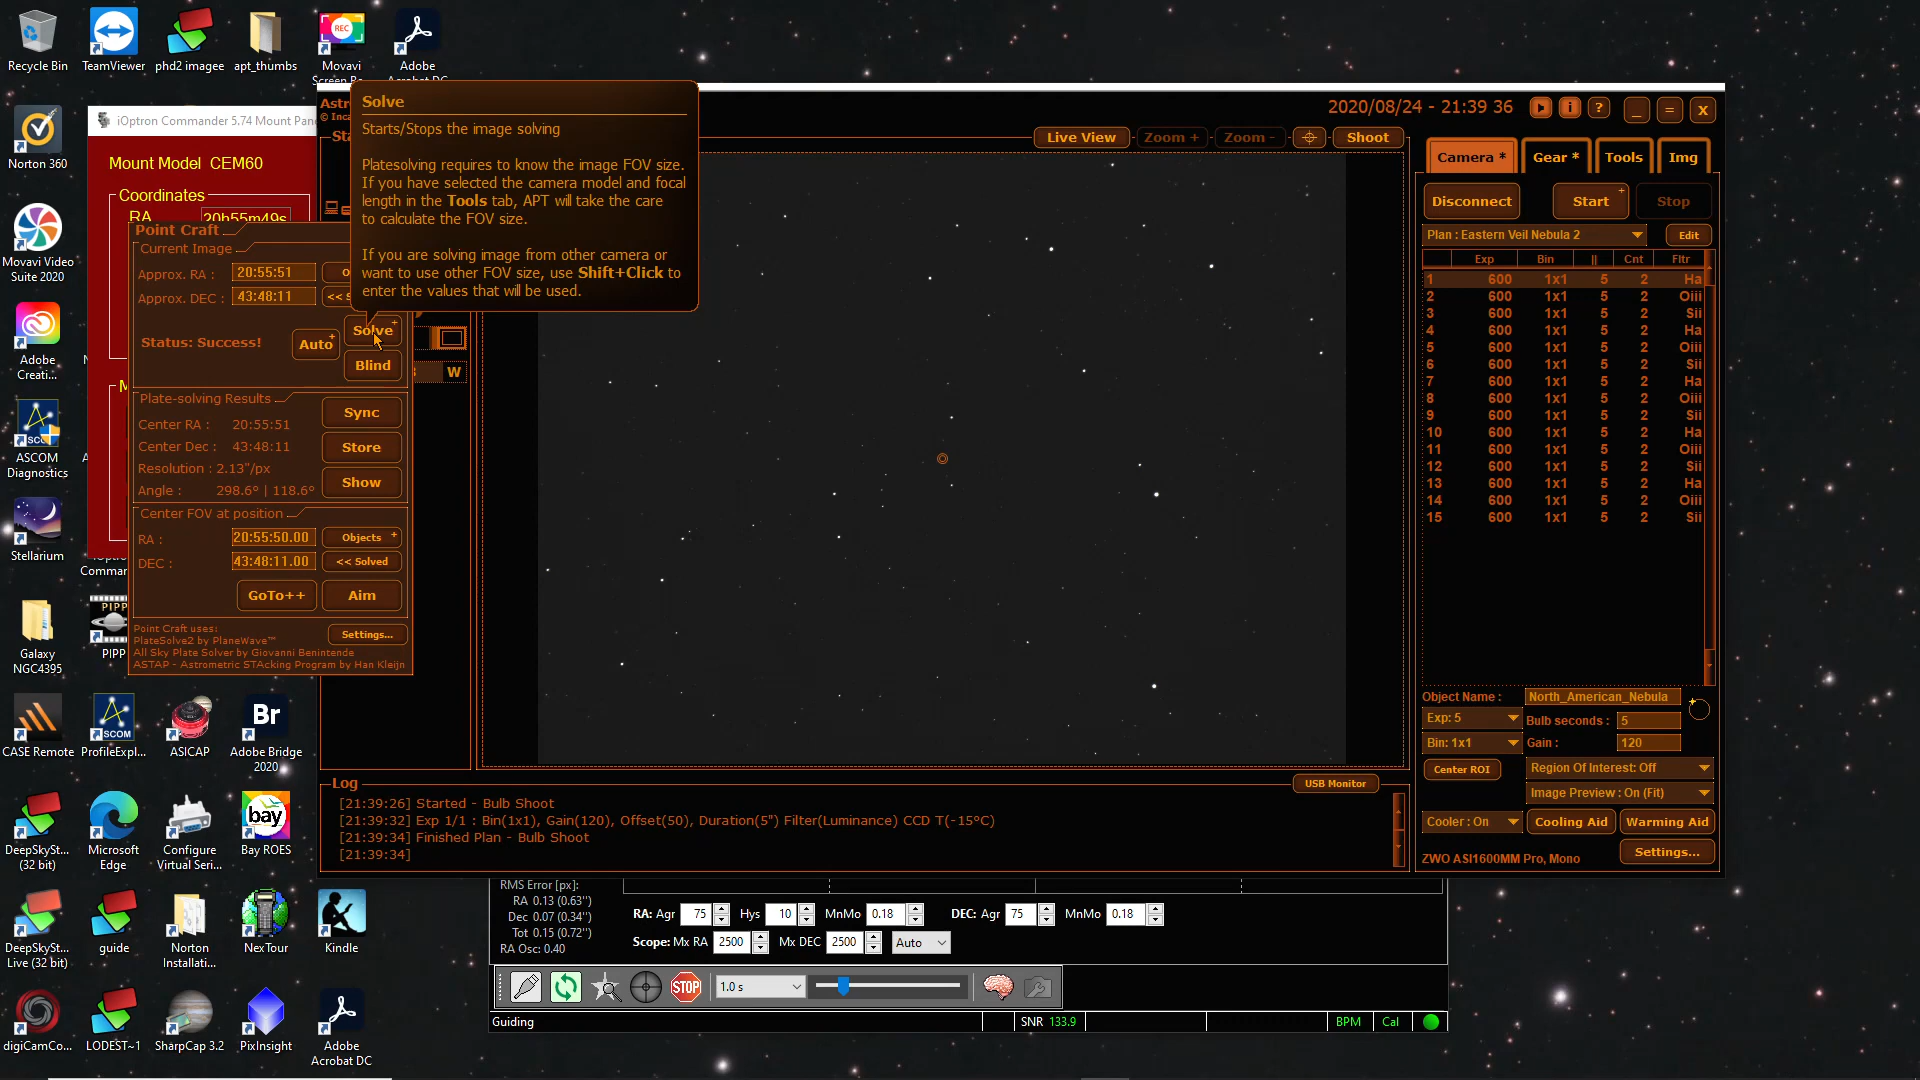 Recycle Bin
TeamViewer
phd2 imagee
apt_thumbs
REC
Movavi
Screen Re...
Adobe
Acrobat DC
Norton 360
Movavi Video
Suite 2020
Adobe
Creati...
ASCOM
Diagnostics
Stellarium
Galaxy
NGC4395
PIPP
PIPP
CASE Remote
SCOM
ProfileExpl...
ASICAP
Br
Adobe Bridge
2020
DeepSkySt...
(32 bit)
Microsoft
Edge
Configure
Virtual Seri...
bay
Bay ROES
DeepSkySt...
Live (32 bit)
guide
Norton
Installati...
NexTour
Kindle
digiCamCo...
LODEST~1
SharpCap 3.2
PixInsight
Adobe
Acrobat DC
iOptron Commander 5.74 Mount Pane
Mount Model CEM60
Coordinates
RA 20h55m49s
Point Craft
Current Image
Approx. RA : 20:55:51
Approx. DEC : 43:48:11 << S
Status: Success!
Auto +
Solve +
Blind
Plate-solving Results
Center RA : 20:55:51
Center Dec : 43:48:11
Resolution : 2.13"/px
Angle : 298.6° | 118.6°
Sync
Store
Show
Center FOV at position
RA : 20:55:50.00 Objects +
DEC : 43:48:11.00 << Solved
GoTo++ Aim
Point Craft uses: Settings...
PlateSolve2 by PlaneWave™
All Sky Plate Solver by Giovanni Benintende
ASTAP - Astrometric STAcking Program by Han Kleijn
Solve
Starts/Stops the image solving
Platesolving requires to know the image FOV size.
If you have selected the camera model and focal
length in the Tools tab, APT will take the care
to calculate the FOV size.
If you are solving image from other camera or
want to use other FOV size, use Shift+Click to
enter the values that will be used.
Astr
© Inca
Sta
W
2020/08/24 - 21:39 36
i ? _ = X
Live View Zoom + Zoom - Shoot
Camera * Gear * Tools Img
Disconnect Start + Stop
Plan : Eastern Veil Nebula 2 Edit
Exp Bin || Cnt Fltr
1 600 1x1 5 2 Ha
2 600 1x1 5 2 Oiii
3 600 1x1 5 2 Sii
4 600 1x1 5 2 Ha
5 600 1x1 5 2 Oiii
6 600 1x1 5 2 Sii
7 600 1x1 5 2 Ha
8 600 1x1 5 2 Oiii
9 600 1x1 5 2 Sii
10 600 1x1 5 2 Ha
11 600 1x1 5 2 Oiii
12 600 1x1 5 2 Sii
13 600 1x1 5 2 Ha
14 600 1x1 5 2 Oiii
15 600 1x1 5 2 Sii
Object Name : North_American_Nebula
Exp: 5 Bulb seconds : 5
Bin: 1x1 Gain : 120
Center ROI Region Of Interest: Off
Image Preview : On (Fit)
Cooler : On Cooling Aid Warming Aid
ZWO ASI1600MM Pro, Mono Settings...
Log USB Monitor
[21:39:26] Started - Bulb Shoot
[21:39:32] Exp 1/1 : Bin(1x1), Gain(120), Offset(50), Duration(5") Filter(Luminance) CCD T(-15°C)
[21:39:34] Finished Plan - Bulb Shoot
[21:39:34]
RMS Error [px]:
RA 0.13 (0.63")
Dec 0.07 (0.34")
Tot 0.15 (0.72")
RA Osc: 0.40
RA: Agr 75 Hys 10 MnMo 0.18 DEC: Agr 75 MnMo 0.18
Scope: Mx RA 2500 Mx DEC 2500 Auto
STOP 1.0 s
Guiding SNR 133.9 BPM Cal